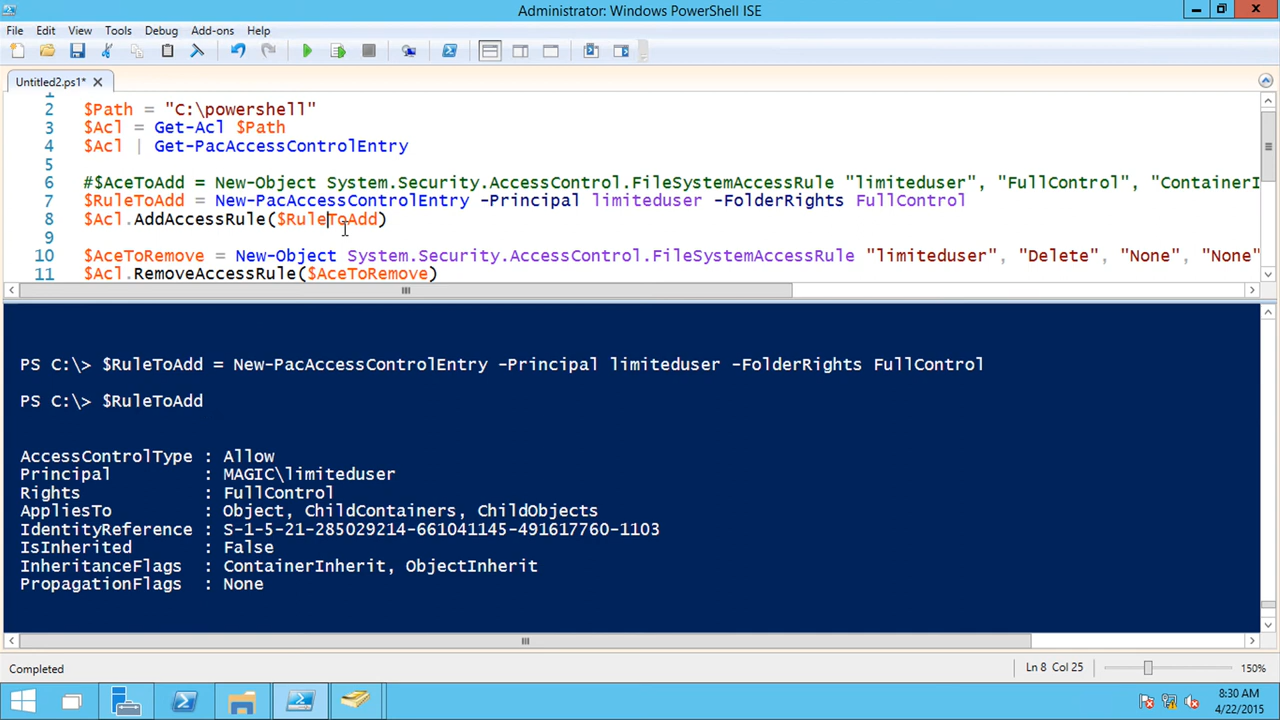 Administrator: Windows PowerShell ISE
File Edit View Tools Debug Add-ons Help
Untitled2.ps1*
1
2 $Path = "C:\powershell"
3 $Acl = Get-Acl $Path
4 $Acl | Get-PacAccessControlEntry
5
6 #$AceToAdd = New-Object System.Security.AccessControl.FileSystemAccessRule "limiteduser", "FullControl", "ContainerI
7 $RuleToAdd = New-PacAccessControlEntry -Principal limiteduser -FolderRights FullControl
8 $Acl.AddAccessRule($RuleToAdd)
9
10 $AceToRemove = New-Object System.Security.AccessControl.FileSystemAccessRule "limiteduser", "Delete", "None", "None"
11 $Acl.RemoveAccessRule($AceToRemove)
PS C:\> $RuleToAdd = New-PacAccessControlEntry -Principal limiteduser -FolderRights FullControl
PS C:\> $RuleToAdd
AccessControlType : Allow
Principal : MAGIC\limiteduser
Rights : FullControl
AppliesTo : Object, ChildContainers, ChildObjects
IdentityReference : S-1-5-21-285029214-661041145-491617760-1103
IsInherited : False
InheritanceFlags : ContainerInherit, ObjectInherit
PropagationFlags : None
Completed Ln 8 Col 25 150%
8:30 AM
4/22/2015